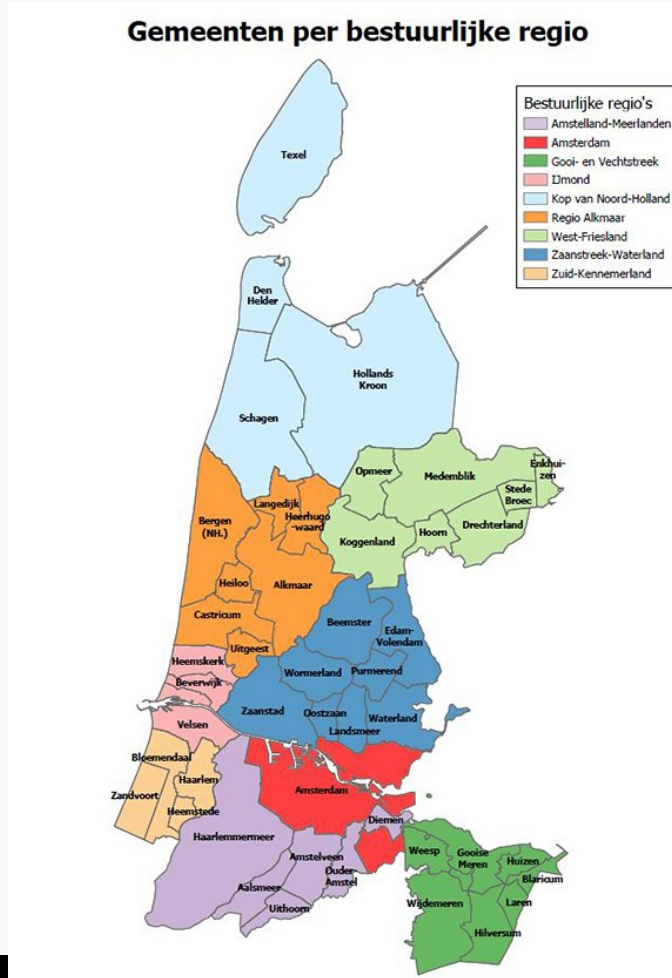 Gemeenten per bestuurlijke regio
Bestuurlijke regio's
Amstelland-Meerlanden
Amsterdam
Gooi- en Vechtstreek
IJmond
Kop van Noord-Holland
Regio Alkmaar
West-Friesland
Zaanstreek-Waterland
Zuid-Kennemerland
Texel
Den
Helder
Hollands
Kroon
Schagen
Opmeer
Medemblik
Enkhui-
zen
Stede
Broec
Drechterland
Hoorn
Koggenland
Langedijk
Heerhugo
-waard
Bergen
(NH.)
Heiloo
Alkmaar
Castricum
Uitgeest
Beemster
Edam-
Volendam
Heemskerk
Beverwijk
Wormerland
Purmerend
Zaanstad
Oostzaan
Landsmeer
Waterland
Velsen
Bloemendaal
Haarlem
Zandvoort
Heemstede
Amsterdam
Diemen
Haarlemmermeer
Amstelveen
Ouder-
Amstel
Aalsmeer
Uithoorn
Weesp
Gooise
Meren
Huizen
Blaricum
Wijdemeren
Laren
Hilversum